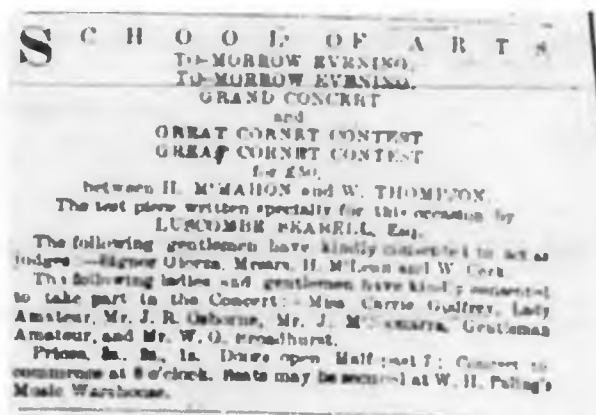 SCHOOL OF ARTS
TO-MORROW EVENING.
TO-MORROW EVENING.
GRAND CONCERT
and
GREAT CORNET CONTEST
GREAT CORNET CONTEST
for £50,
between H. M'MAHON and W. THOMPSON.
The test piece written specially for this occasion by
LUSCOMBE SEARELL, Esq.
The following gentlemen have kindly consented to act as
judges :—Signor Messrs. H. M'Lean and W. Cork.
The following ladies and gentlemen have kindly consented
to take part in the Concert:—Miss Carrie Godfrey, Lady
Amateur, Mr. J. R. Osborne, Mr. J. Gentleman
Amateur, and Mr. W. O. Broadhurst.
Prices, 3s., 2s., 1s. Doors open Half-past 7; Concert to
commence at 8 o'clock. Seats may be secured at W. H. Paling's
Music Warehouse.